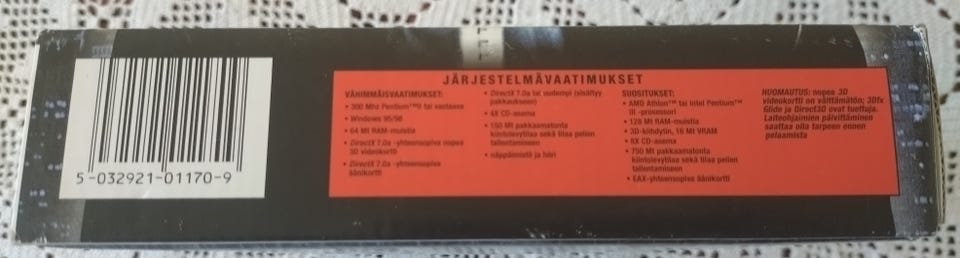 JÄRJESTELMÄVAATIMUKSET
VÄHIMMÄISVAATIMUKSET:
• 300 Mhz Pentium™II tai vastaava
• Windows 95/98
• 64 Mt RAM-muistia
• DirectX 7.0a -yhteensopiva nopea
3D videokortti
• DirectX 7.0a -yhteensopiva
äänikortti
• DirectX 7.0a tai uudempi (sisältyy
pakkaukseen)
• 4X CD-asema
• 150 Mt pakkaamatonta
kiintolevytilaa sekä tilaa pelien
tallentamiseen
• näppäimistö ja hiiri
SUOSITUKSET:
• AMD Athlon™ tai Intel Pentium™
III -prosessori
• 128 Mt RAM-muistia
• 3D-kiihdytin, 16 Mt VRAM
• 8X CD-asema
• 750 Mt pakkaamatonta
kiintolevytilaa sekä tilaa pelien
tallentamiseen
• EAX-yhteensopiva äänikortti
HUOMAUTUS: nopea 3D
videokortti on välttämätön; 3Dfx
Glide ja Direct3D ovat tuettuja.
Laiteohjaimien päivittäminen
saattaa olla tarpeen ennen
pelaamista
5-032921-01170-9